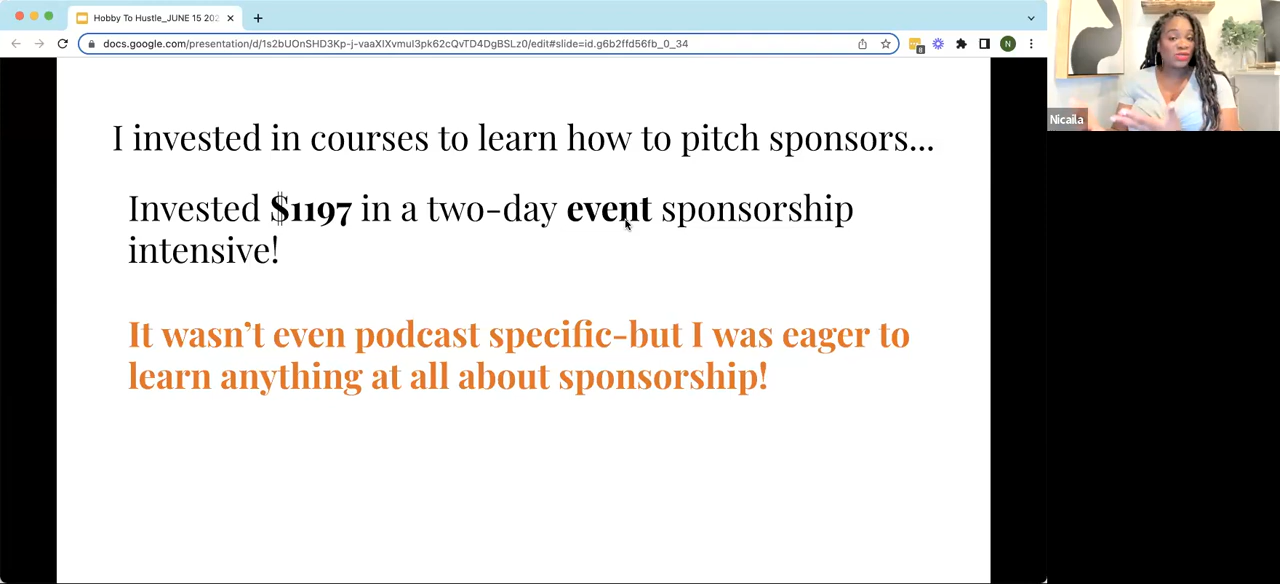 Hobby To Hustle_JUNE 15 202
docs.google.com/presentation/d/1s2bUOnSHD3Kp-j-vaaXIXvmuI3pk62cQvTD4DgBSLz0/edit#slide=id.g6b2ffd56fb_0_34
8
N
Nicaila
I invested in courses to learn how to pitch sponsors...
Invested $1197 in a two-day event sponsorship
intensive!
It wasn't even podcast specific-but I was eager to
learn anything at all about sponsorship!